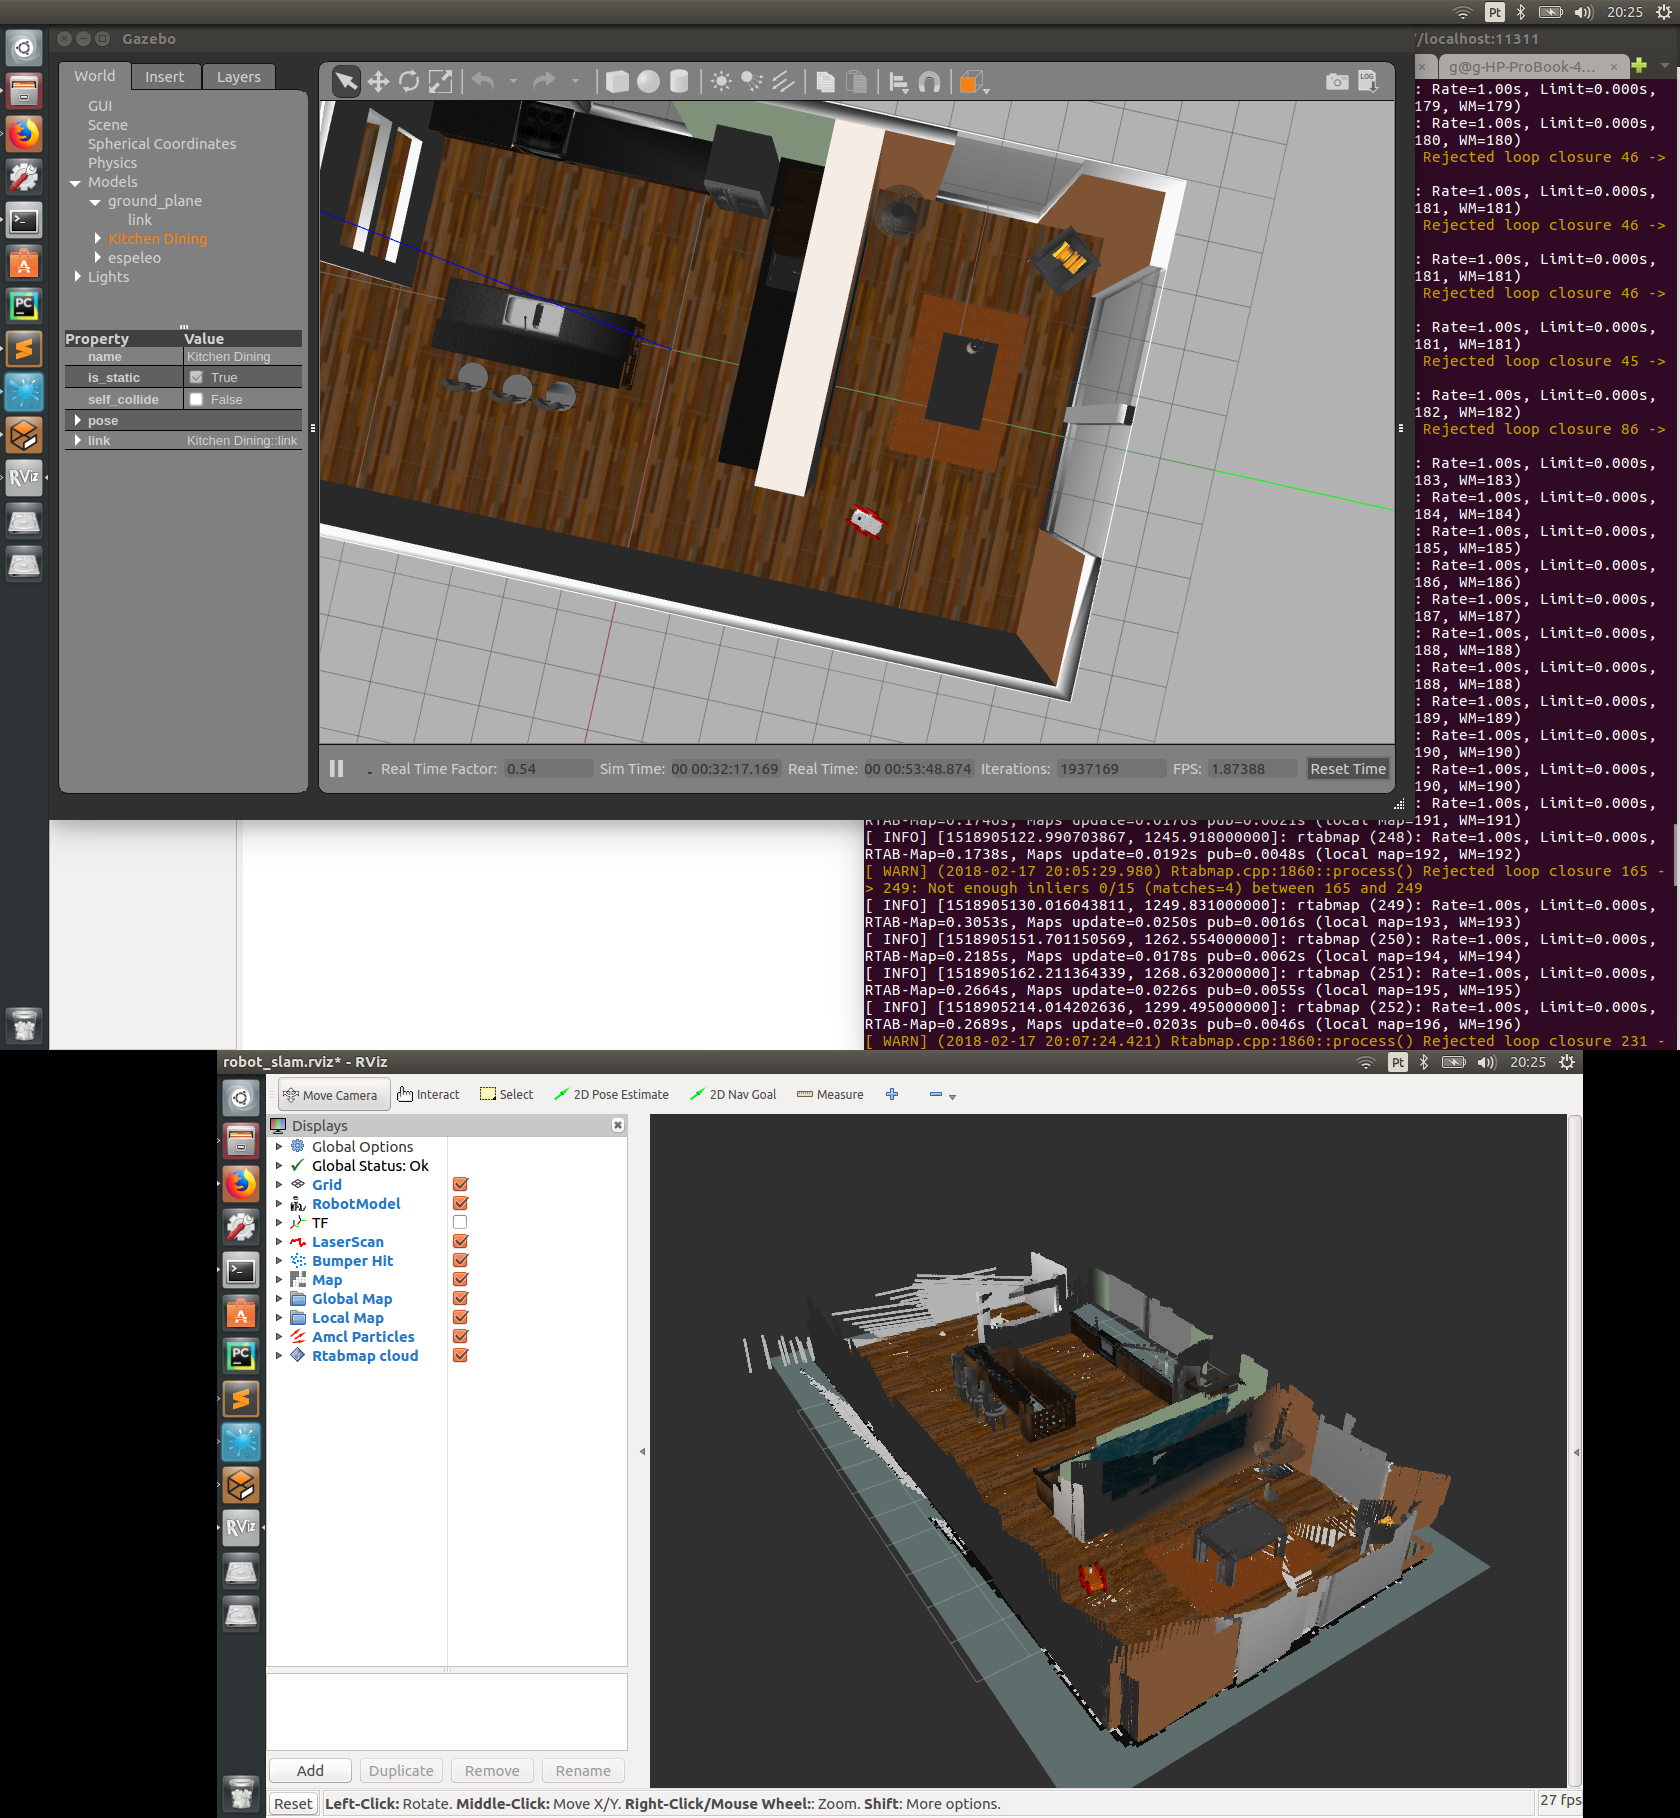 Pt 20:25
Gazebo
/localhost:11311
World Insert Layers
g@g-HP-ProBook-4...
GUI
Scene
Spherical Coordinates
Physics
Models
ground_plane
link
Kitchen Dining
espeleo
Lights
Property Value
name Kitchen Dining
is_static True
self_collide False
pose
link Kitchen Dining::link
LOG
PC
RViz
Real Time Factor: 0.54 Sim Time: 00 00:32:17.169 Real Time: 00 00:53:48.874 Iterations: 1937169 FPS: 1.87388 Reset Time
: Rate=1.00s, Limit=0.000s,
179, WM=179)
: Rate=1.00s, Limit=0.000s,
180, WM=180)
Rejected loop closure 46 ->
: Rate=1.00s, Limit=0.000s,
181, WM=181)
Rejected loop closure 46 ->
: Rate=1.00s, Limit=0.000s,
181, WM=181)
Rejected loop closure 46 ->
: Rate=1.00s, Limit=0.000s,
181, WM=181)
Rejected loop closure 45 ->
: Rate=1.00s, Limit=0.000s,
182, WM=182)
Rejected loop closure 86 ->
: Rate=1.00s, Limit=0.000s,
183, WM=183)
: Rate=1.00s, Limit=0.000s,
184, WM=184)
: Rate=1.00s, Limit=0.000s,
185, WM=185)
: Rate=1.00s, Limit=0.000s,
186, WM=186)
: Rate=1.00s, Limit=0.000s,
187, WM=187)
: Rate=1.00s, Limit=0.000s,
188, WM=188)
: Rate=1.00s, Limit=0.000s,
188, WM=188)
: Rate=1.00s, Limit=0.000s,
189, WM=189)
: Rate=1.00s, Limit=0.000s,
190, WM=190)
: Rate=1.00s, Limit=0.000s,
190, WM=190)
: Rate=1.00s, Limit=0.000s,
RTAB-Map=0.1746s, Maps update=0.0176s pub=0.0021s (local map=191, WM=191)
[ INFO] [1518905122.990703867, 1245.918000000]: rtabmap (248): Rate=1.00s, Limit=0.000s,
RTAB-Map=0.1738s, Maps update=0.0192s pub=0.0048s (local map=192, WM=192)
[ WARN] (2018-02-17 20:05:29.980) Rtabmap.cpp:1860::process() Rejected loop closure 165 -
> 249: Not enough inliers 0/15 (matches=4) between 165 and 249
[ INFO] [1518905130.016043811, 1249.831000000]: rtabmap (249): Rate=1.00s, Limit=0.000s,
RTAB-Map=0.3053s, Maps update=0.0250s pub=0.0016s (local map=193, WM=193)
[ INFO] [1518905151.701150569, 1262.554000000]: rtabmap (250): Rate=1.00s, Limit=0.000s,
RTAB-Map=0.2185s, Maps update=0.0178s pub=0.0062s (local map=194, WM=194)
[ INFO] [1518905162.211364339, 1268.632000000]: rtabmap (251): Rate=1.00s, Limit=0.000s,
RTAB-Map=0.2664s, Maps update=0.0226s pub=0.0055s (local map=195, WM=195)
[ INFO] [1518905214.014202636, 1299.495000000]: rtabmap (252): Rate=1.00s, Limit=0.000s,
RTAB-Map=0.2689s, Maps update=0.0203s pub=0.0046s (local map=196, WM=196)
[ WARN] (2018-02-17 20:07:24.421) Rtabmap.cpp:1860::process() Rejected loop closure 231 -
robot_slam.rviz* - RViz
Pt 20:25
Move Camera Interact Select 2D Pose Estimate 2D Nav Goal Measure
Displays
Global Options
Global Status: Ok
Grid
RobotModel
TF
LaserScan
Bumper Hit
Map
Global Map
Local Map
Amcl Particles
Rtabmap cloud
PC
RViz
Add Duplicate Remove Rename
Reset Left-Click: Rotate. Middle-Click: Move X/Y. Right-Click/Mouse Wheel:: Zoom. Shift: More options. 27 fps